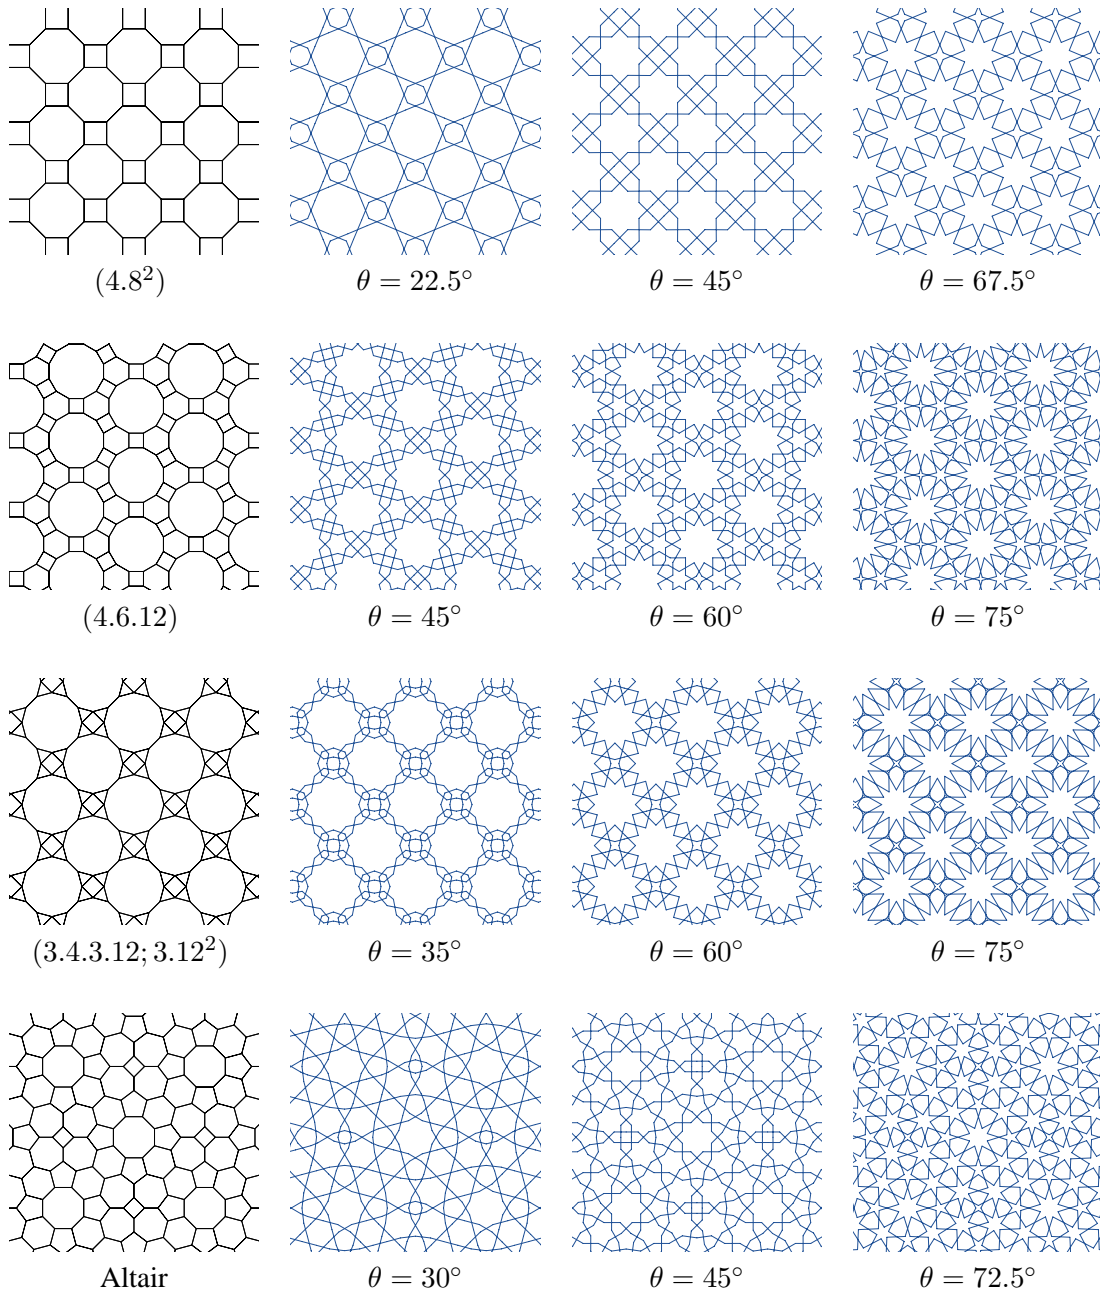 (4.8²) θ = 22.5° θ = 45° θ = 67.5°
(4.6.12) θ = 45° θ = 60° θ = 75°
(3.4.3.12; 3.12²) θ = 35° θ = 60° θ = 75°
Altair θ = 30° θ = 45° θ = 72.5°